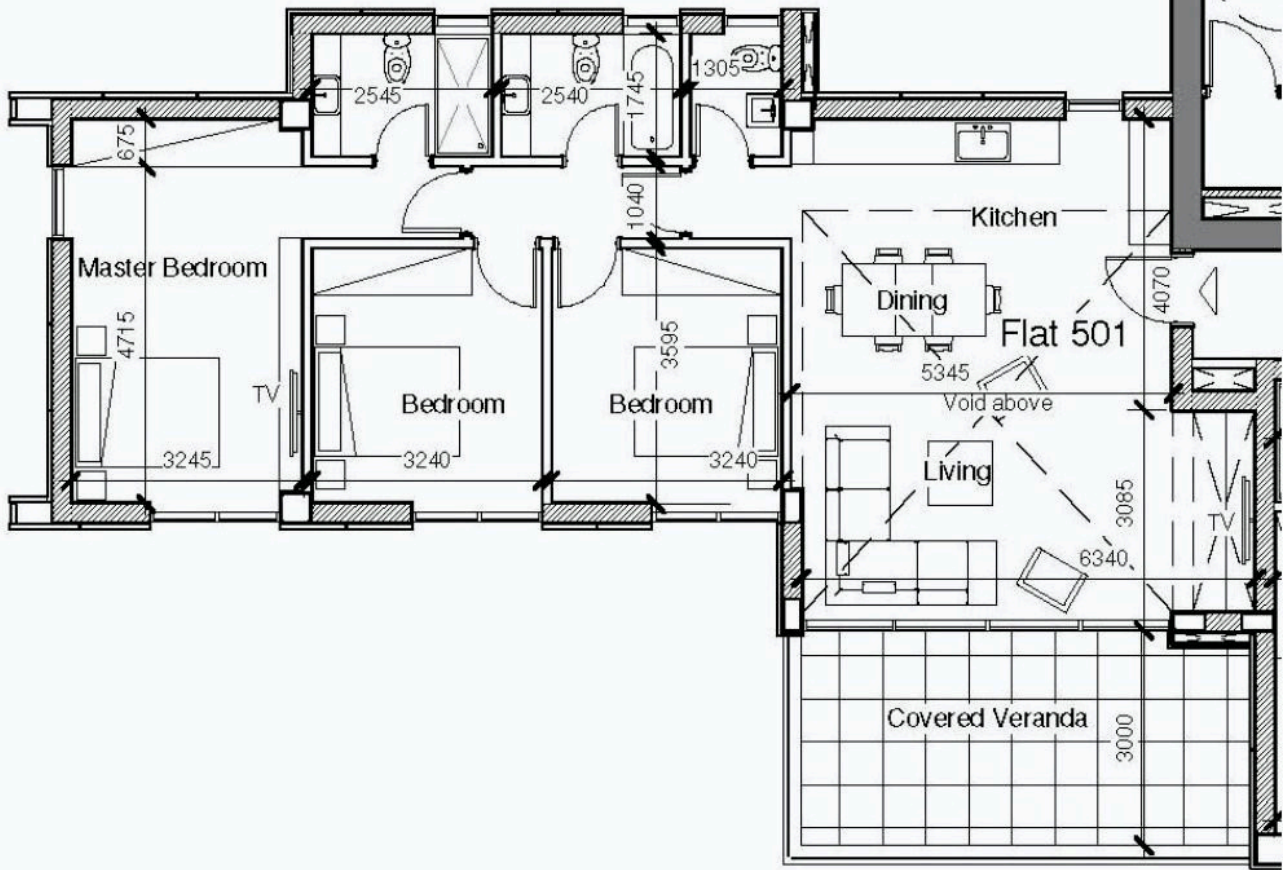 1305
2545
2540
1745
675
1040
Kitchen
Master Bedroom
4715
Dining
4070
Flat 501
3595
5345
Void above
TV
Bedroom
Bedroom
3245
3240
3240
Living
3085
TV
6340
Covered Veranda
3000